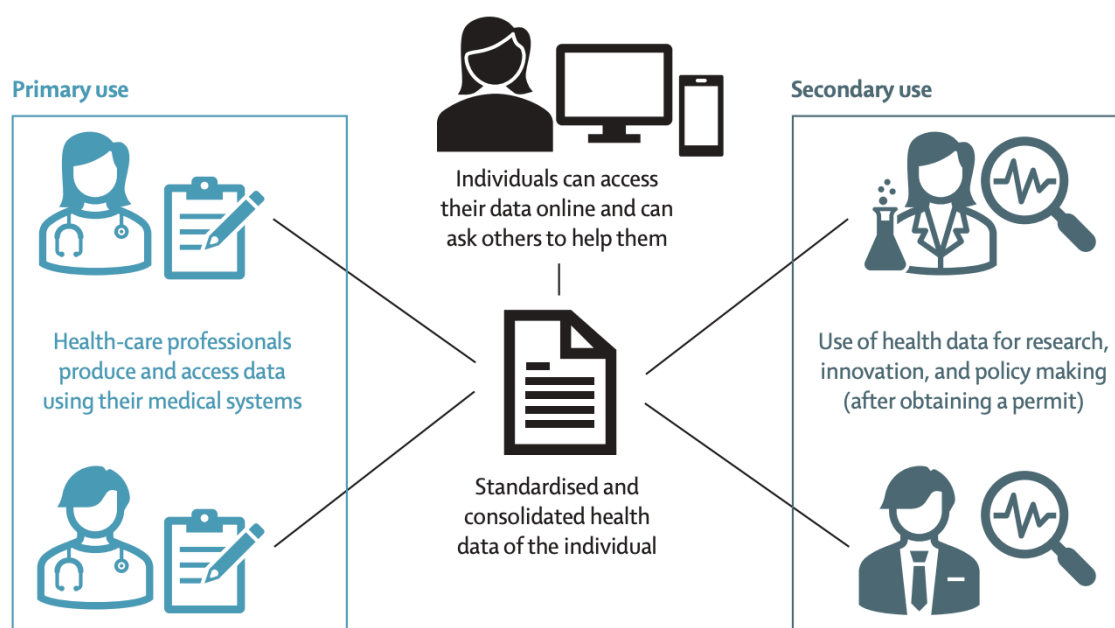 Primary use
Health-care professionals
produce and access data
using their medical systems
Individuals can access
their data online and can
ask others to help them
Standardised and
consolidated health
data of the individual
Secondary use
Use of health data for research,
innovation, and policy making
(after obtaining a permit)